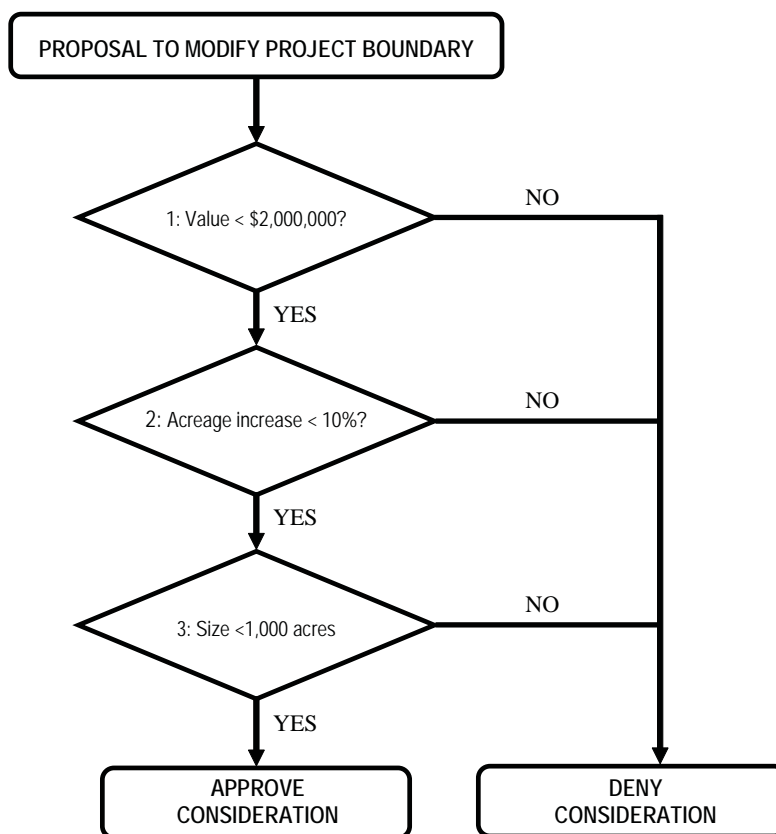 PROPOSAL TO MODIFY PROJECT BOUNDARY
1: Value < $2,000,000?
NO
YES
2: Acreage increase < 10%?
NO
YES
3: Size <1,000 acres
NO
YES
APPROVE
CONSIDERATION
DENY
CONSIDERATION